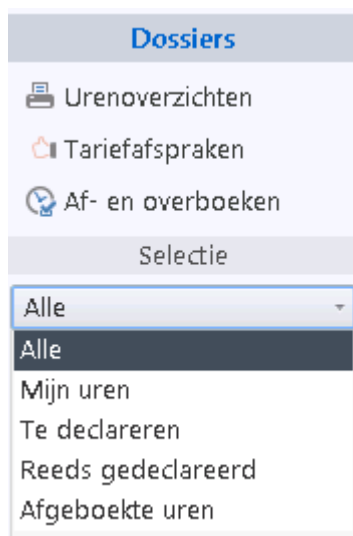 Dossiers
Urenoverzichten
Tariefafspraken
Af- en overboeken
Selectie
Alle
Alle
Mijn uren
Te declareren
Reeds gedeclareerd
Afgeboekte uren